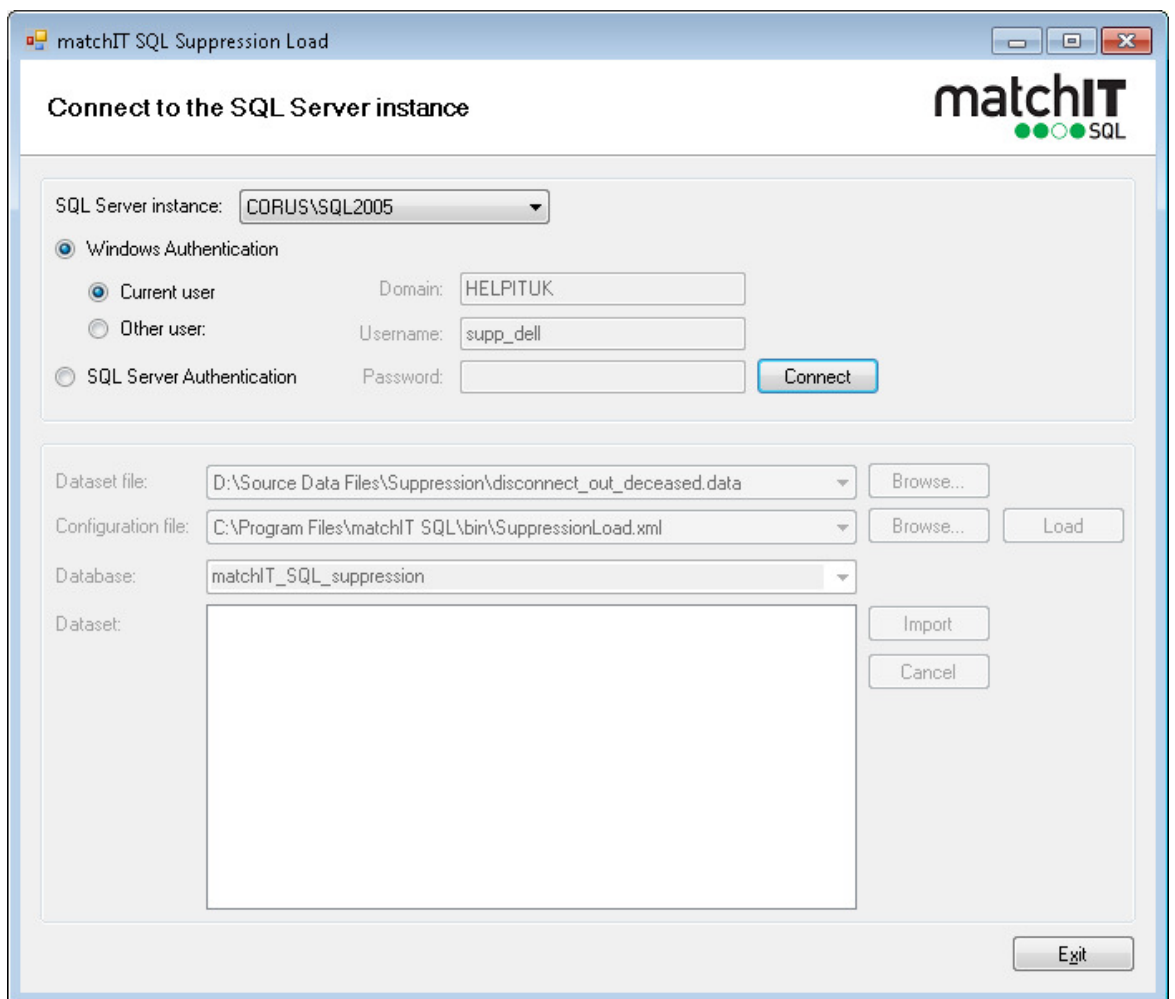 matchIT SQL Suppression Load
Connect to the SQL Server instance
matchIT
SQL
SQL Server instance: CORUS\SQL2005
Windows Authentication
Current user Domain: HELPITUK
Other user: Username: supp_dell
SQL Server Authentication Password: Connect
Dataset file: D:\Source Data Files\Suppression\disconnect_out_deceased.data Browse...
Configuration file: C:\Program Files\matchIT SQL\bin\SuppressionLoad.xml Browse... Load
Database: matchIT_SQL_suppression
Dataset: Import
Cancel
Exit